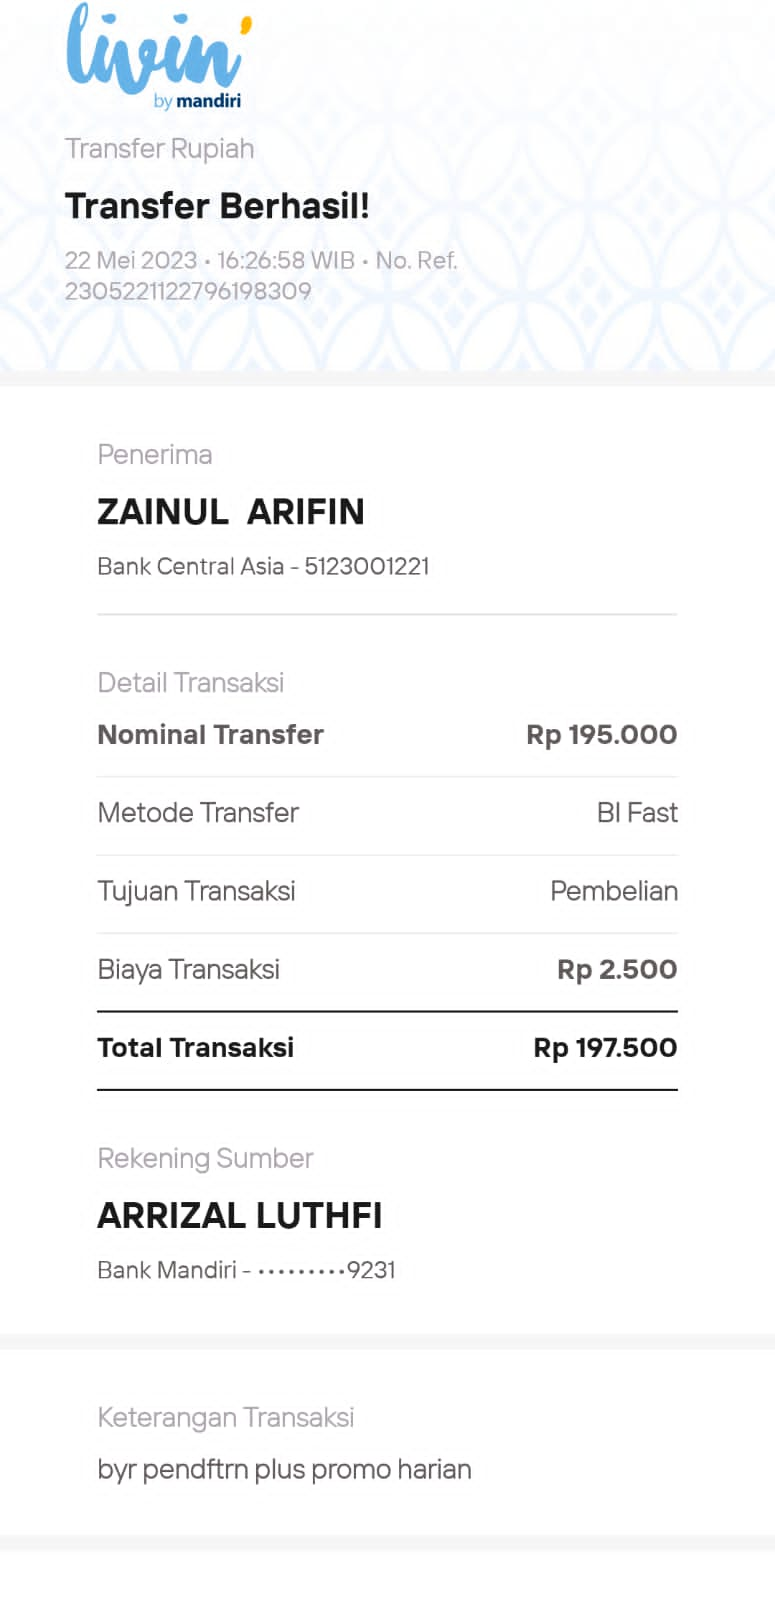 livin'
by mandiri
Transfer Rupiah
Transfer Berhasil!
22 Mei 2023 • 16:26:58 WIB • No. Ref.
2305221122796198309
Penerima
ZAINUL ARIFIN
Bank Central Asia - 5123001221
Detail Transaksi
Nominal Transfer Rp 195.000
Metode Transfer BI Fast
Tujuan Transaksi Pembelian
Biaya Transaksi Rp 2.500
Total Transaksi Rp 197.500
Rekening Sumber
ARRIZAL LUTHFI
Bank Mandiri - •••••••••9231
Keterangan Transaksi
byr pendftrn plus promo harian